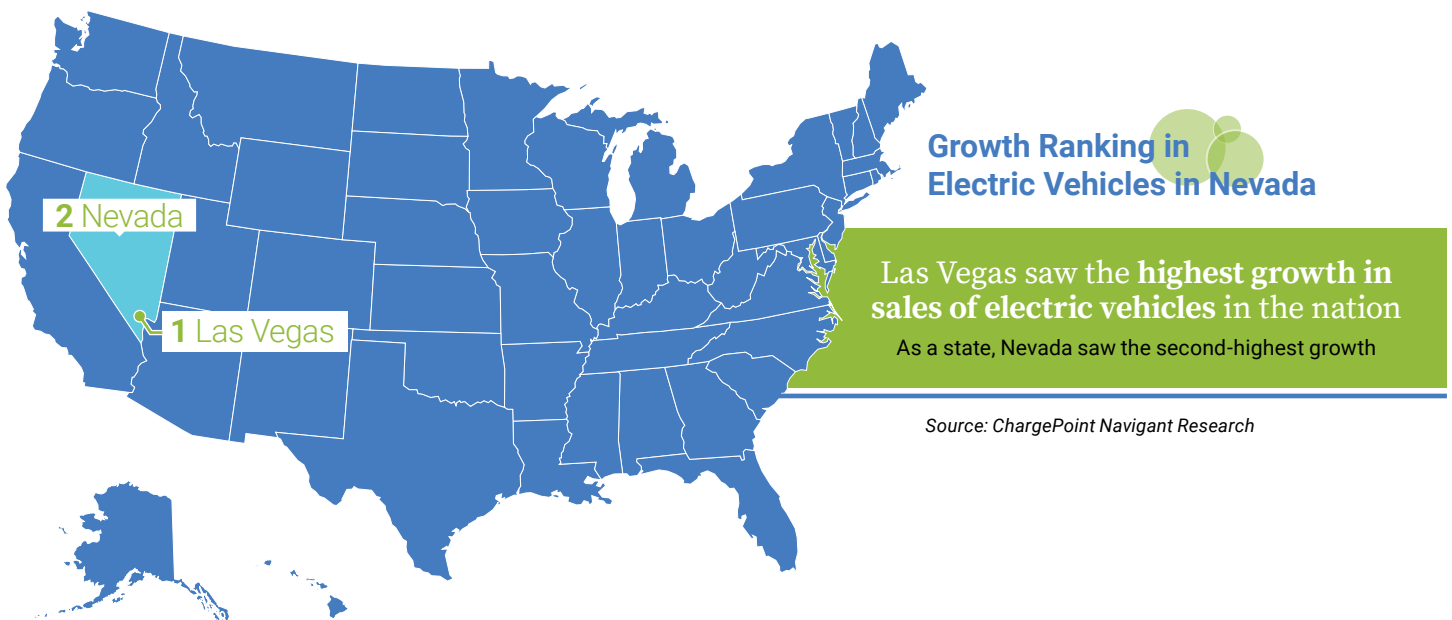 2 Nevada
1 Las Vegas
Growth Ranking in
Electric Vehicles in Nevada
Las Vegas saw the highest growth in
sales of electric vehicles in the nation
As a state, Nevada saw the second-highest growth
Source: ChargePoint Navigant Research